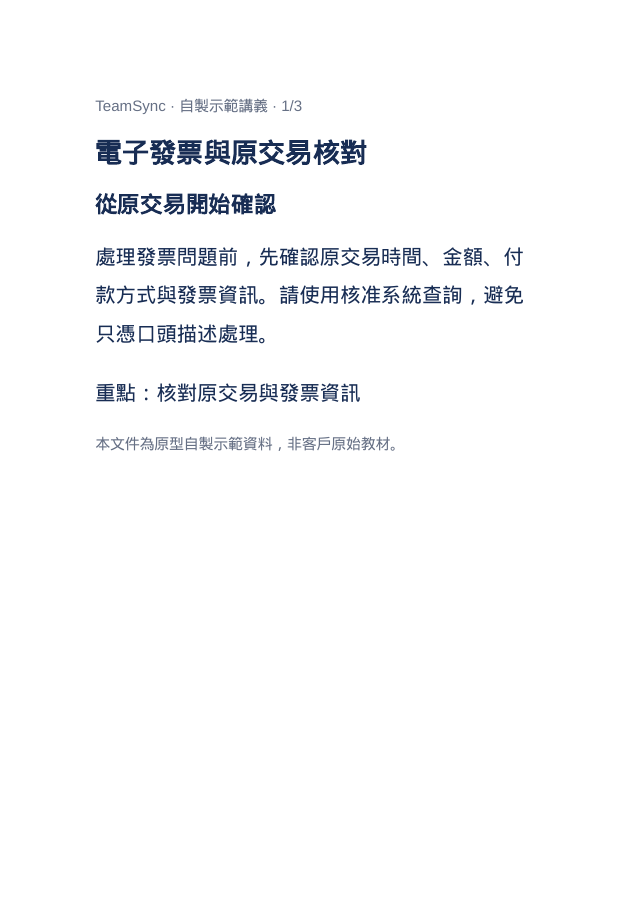 TeamSync · 自製示範講義 · 1/3
電子發票與原交易核對
從原交易開始確認
處理發票問題前，先確認原交易時間、金額、付
款方式與發票資訊。請使用核准系統查詢，避免
只憑口頭描述處理。
重點：核對原交易與發票資訊
本文件為原型自製示範資料，非客戶原始教材。